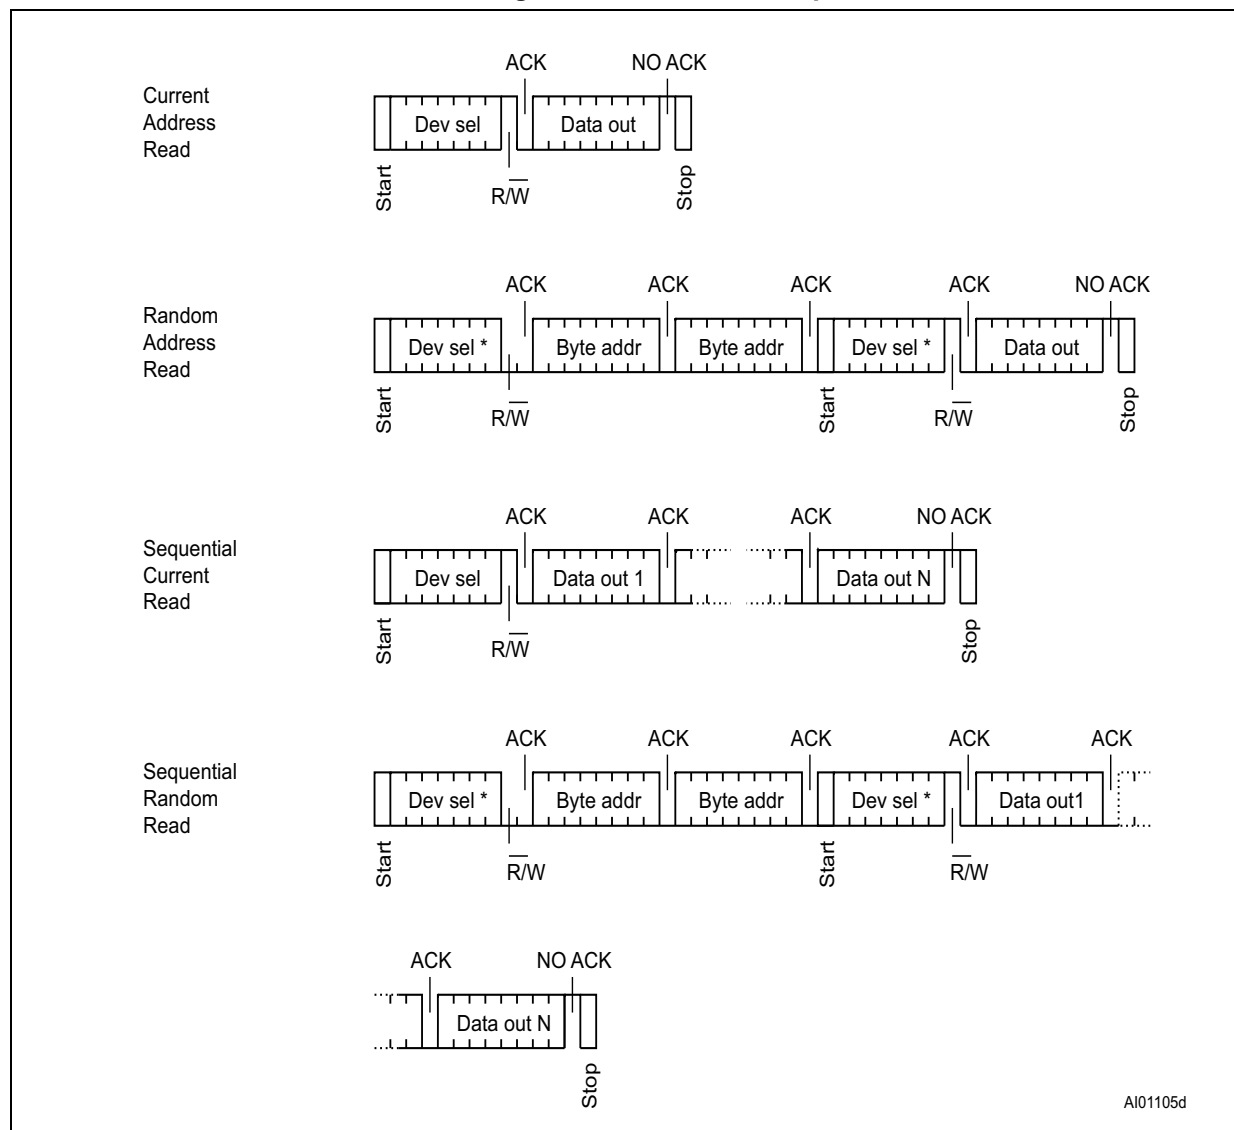 ACK NO ACK
Current
Address
Read
Dev sel Data out
Start R/W̅ Stop
ACK ACK ACK ACK NO ACK
Random
Address
Read
Dev sel * Byte addr Byte addr Dev sel * Data out
Start R/W̅ Start R/W̅ Stop
ACK ACK ACK NO ACK
Sequential
Current
Read
Dev sel Data out 1 Data out N
Start R/W̅ Stop
ACK ACK ACK ACK ACK
Sequential
Random
Read
Dev sel * Byte addr Byte addr Dev sel * Data out1
Start R̅/W Start R̅/W
ACK NO ACK
Data out N
Stop
AI01105d